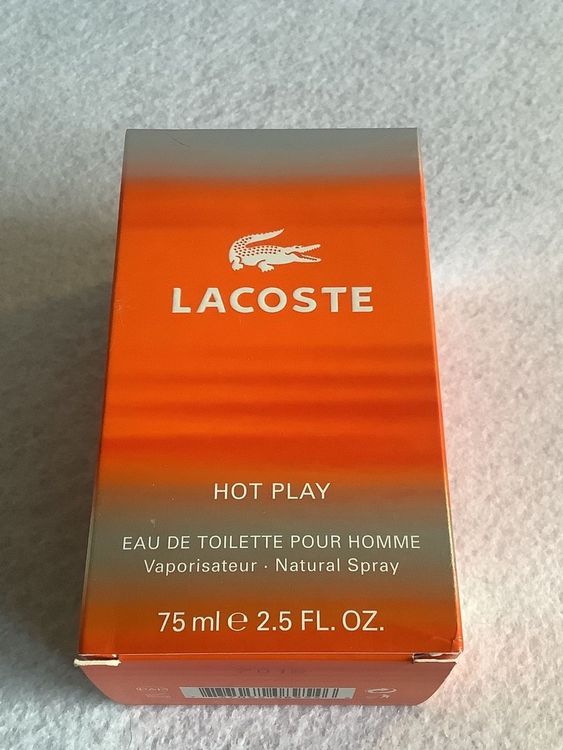 LACOSTE
HOT PLAY
EAU DE TOILETTE POUR HOMME
Vaporisateur · Natural Spray
75 ml ℮ 2.5 FL. OZ.